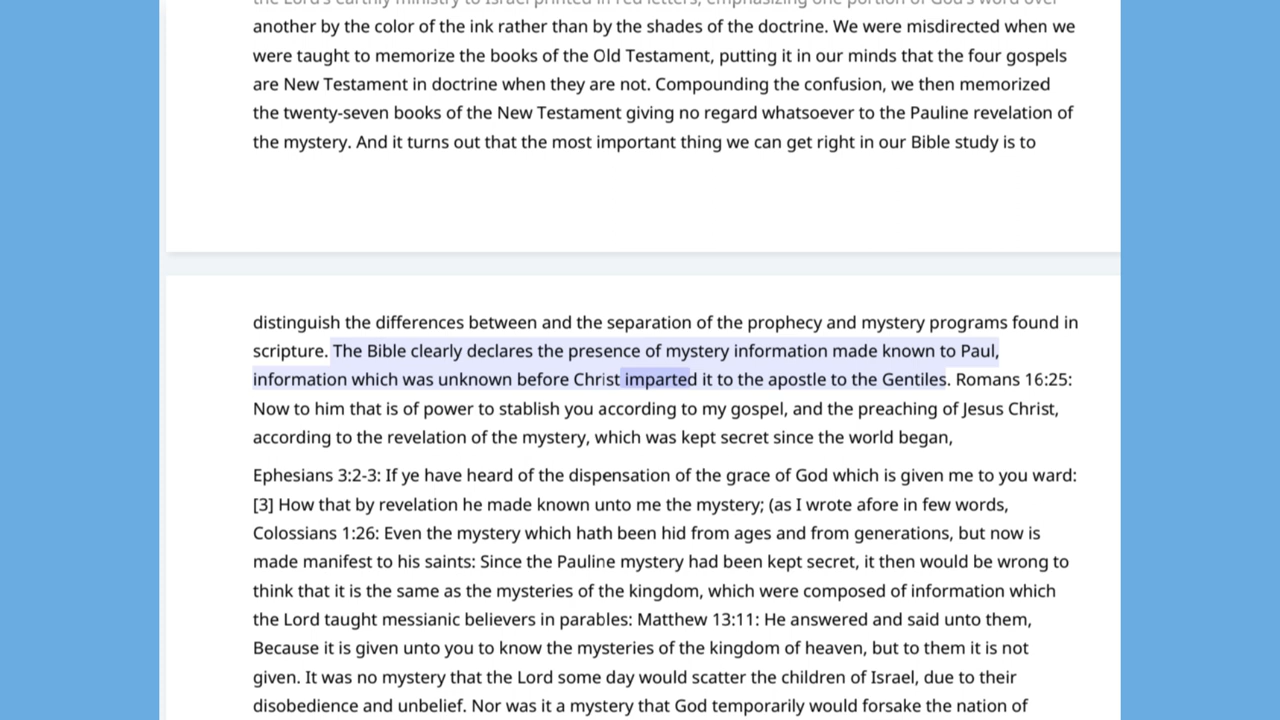 the Lord's earthly ministry to Israel printed in red letters, emphasizing one portion of God's word over
another by the color of the ink rather than by the shades of the doctrine. We were misdirected when we
were taught to memorize the books of the Old Testament, putting it in our minds that the four gospels
are New Testament in doctrine when they are not. Compounding the confusion, we then memorized
the twenty-seven books of the New Testament giving no regard whatsoever to the Pauline revelation of
the mystery. And it turns out that the most important thing we can get right in our Bible study is to
distinguish the differences between and the separation of the prophecy and mystery programs found in
scripture. The Bible clearly declares the presence of mystery information made known to Paul,
information which was unknown before Christ imparted it to the apostle to the Gentiles. Romans 16:25:
Now to him that is of power to stablish you according to my gospel, and the preaching of Jesus Christ,
according to the revelation of the mystery, which was kept secret since the world began,
Ephesians 3:2-3: If ye have heard of the dispensation of the grace of God which is given me to you ward:
[3] How that by revelation he made known unto me the mystery; (as I wrote afore in few words,
Colossians 1:26: Even the mystery which hath been hid from ages and from generations, but now is
made manifest to his saints: Since the Pauline mystery had been kept secret, it then would be wrong to
think that it is the same as the mysteries of the kingdom, which were composed of information which
the Lord taught messianic believers in parables: Matthew 13:11: He answered and said unto them,
Because it is given unto you to know the mysteries of the kingdom of heaven, but to them it is not
given. It was no mystery that the Lord some day would scatter the children of Israel, due to their
disobedience and unbelief. Nor was it a mystery that God temporarily would forsake the nation of